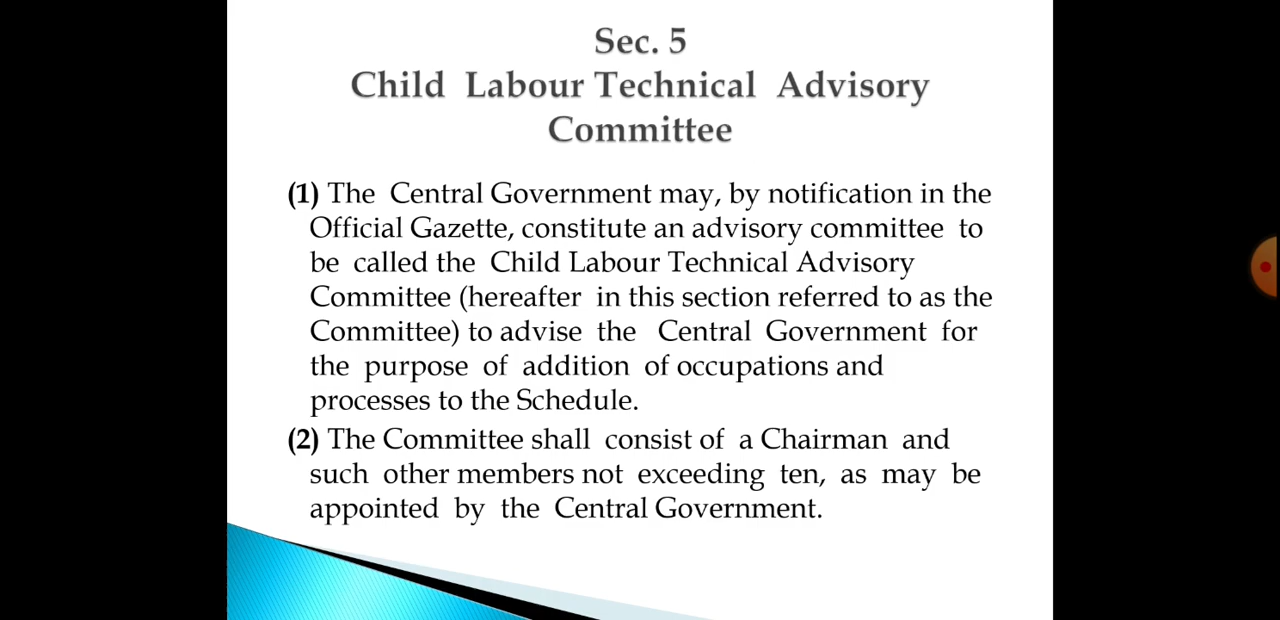 Sec. 5
Child Labour Technical Advisory
Committee
(1) The Central Government may, by notification in the
Official Gazette, constitute an advisory committee to
be called the Child Labour Technical Advisory
Committee (hereafter in this section referred to as the
Committee) to advise the Central Government for
the purpose of addition of occupations and
processes to the Schedule.
(2) The Committee shall consist of a Chairman and
such other members not exceeding ten, as may be
appointed by the Central Government.